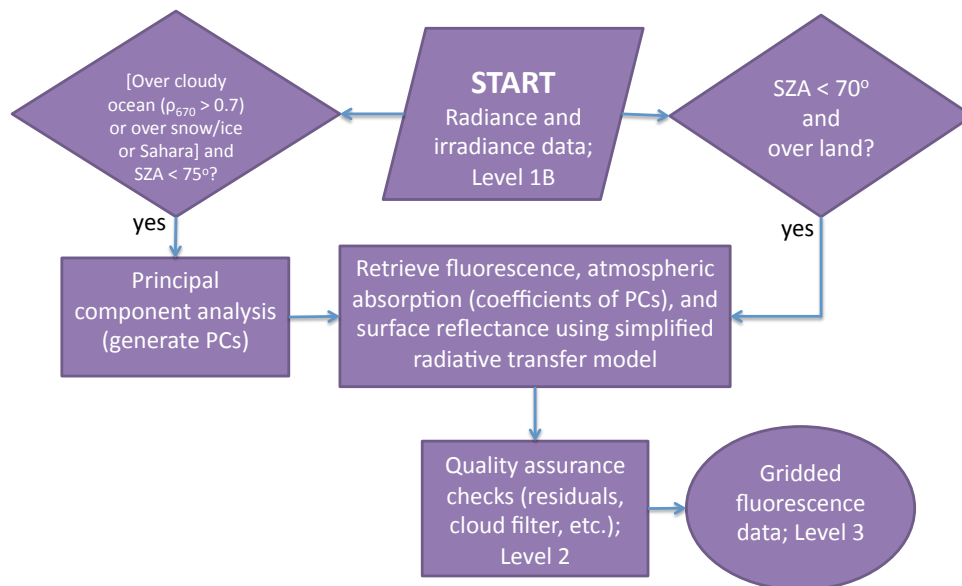 [Over cloudy
ocean (ρ670 > 0.7)
or over snow/ice
or Sahara] and
SZA < 75o?
START
Radiance and
irradiance data;
Level 1B
SZA < 70o
and
over land?
yes
yes
Principal
component analysis
(generate PCs)
Retrieve fluorescence, atmospheric
absorption (coefficients of PCs), and
surface reflectance using simplified
radiative transfer model
Quality assurance
checks (residuals,
cloud filter, etc.);
Level 2
Gridded
fluorescence
data; Level 3